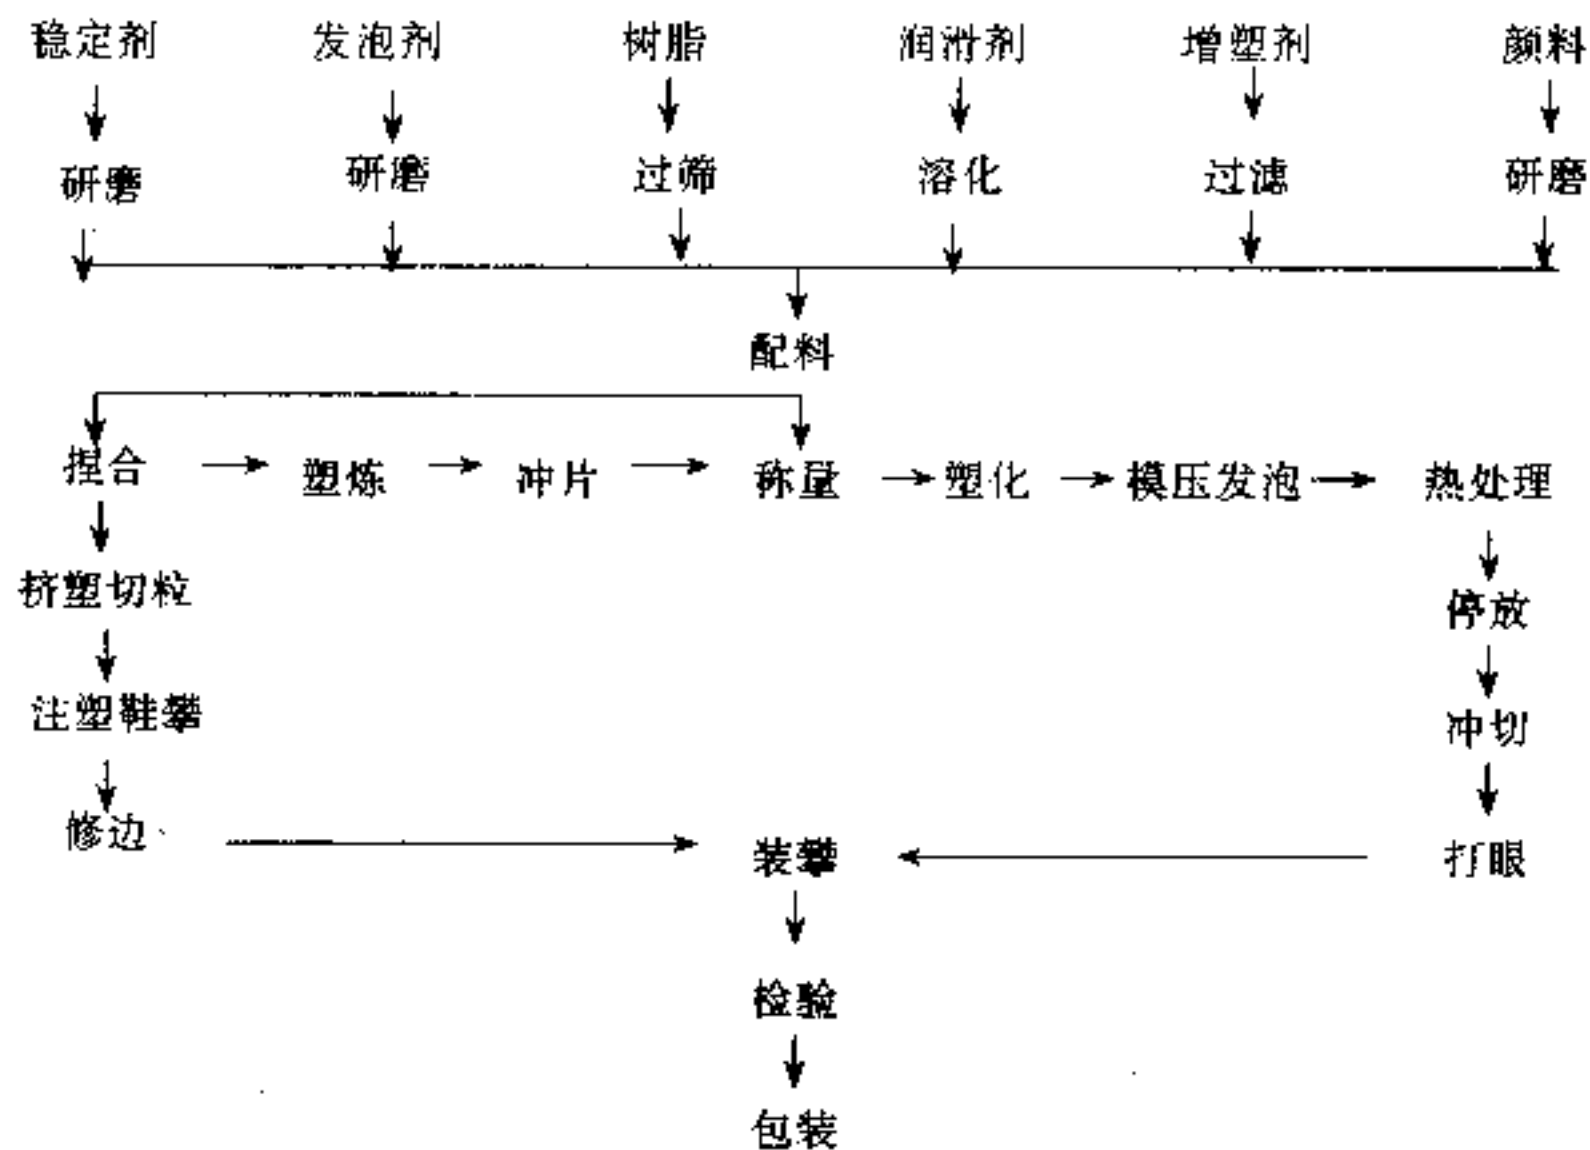 稳定剂 发泡剂 树脂 润滑剂 增塑剂 颜料
研磨 研磨 过筛 溶化 过滤 研磨
配料
捏合 塑炼 冲片 称量 塑化 模压发泡 热处理
挤塑切粒 停放
注塑鞋攀 冲切
修边 装攀 打眼
检验
包装